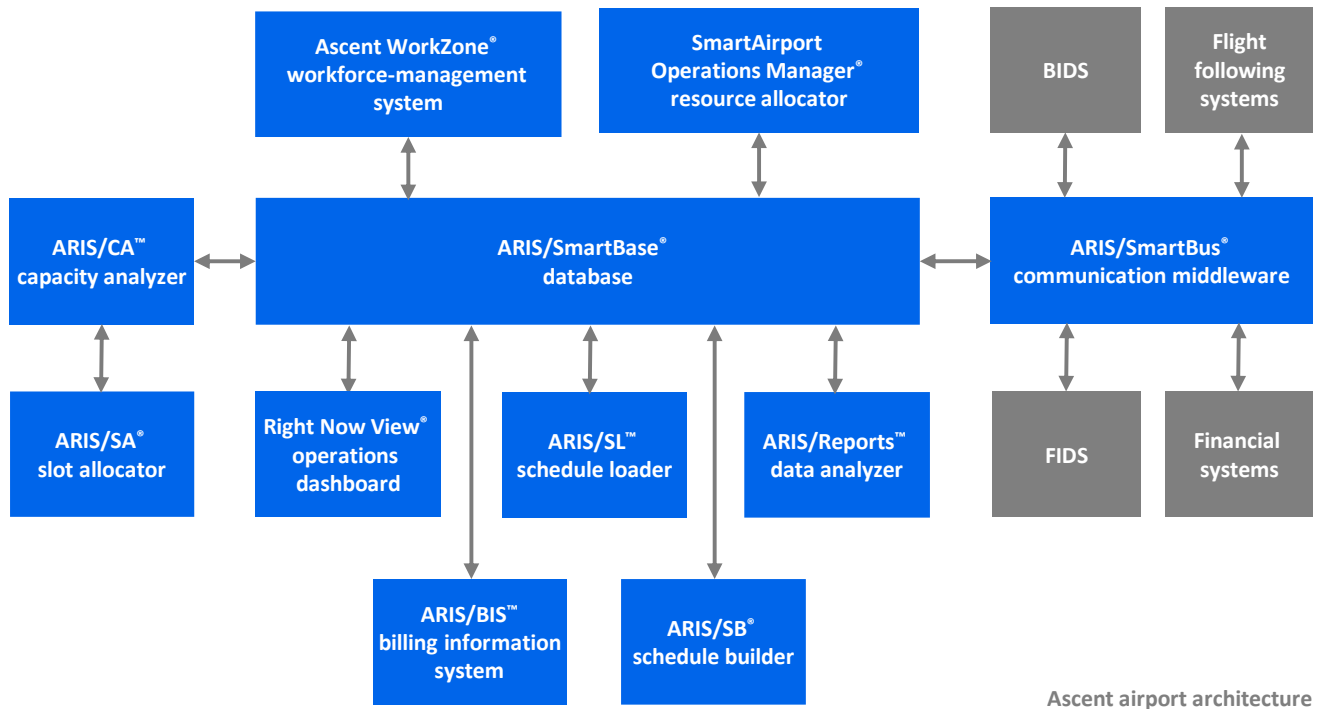 Ascent WorkZone®
workforce-management
system
SmartAirport
Operations Manager®
resource allocator
BIDS
Flight
following
systems
ARIS/CA™
capacity analyzer
ARIS/SmartBase®
database
ARIS/SmartBus®
communication middleware
ARIS/SA®
slot allocator
Right Now View®
operations
dashboard
ARIS/SL™
schedule loader
ARIS/Reports™
data analyzer
FIDS
Financial
systems
ARIS/BIS™
billing information
system
ARIS/SB®
schedule builder
Ascent airport architecture